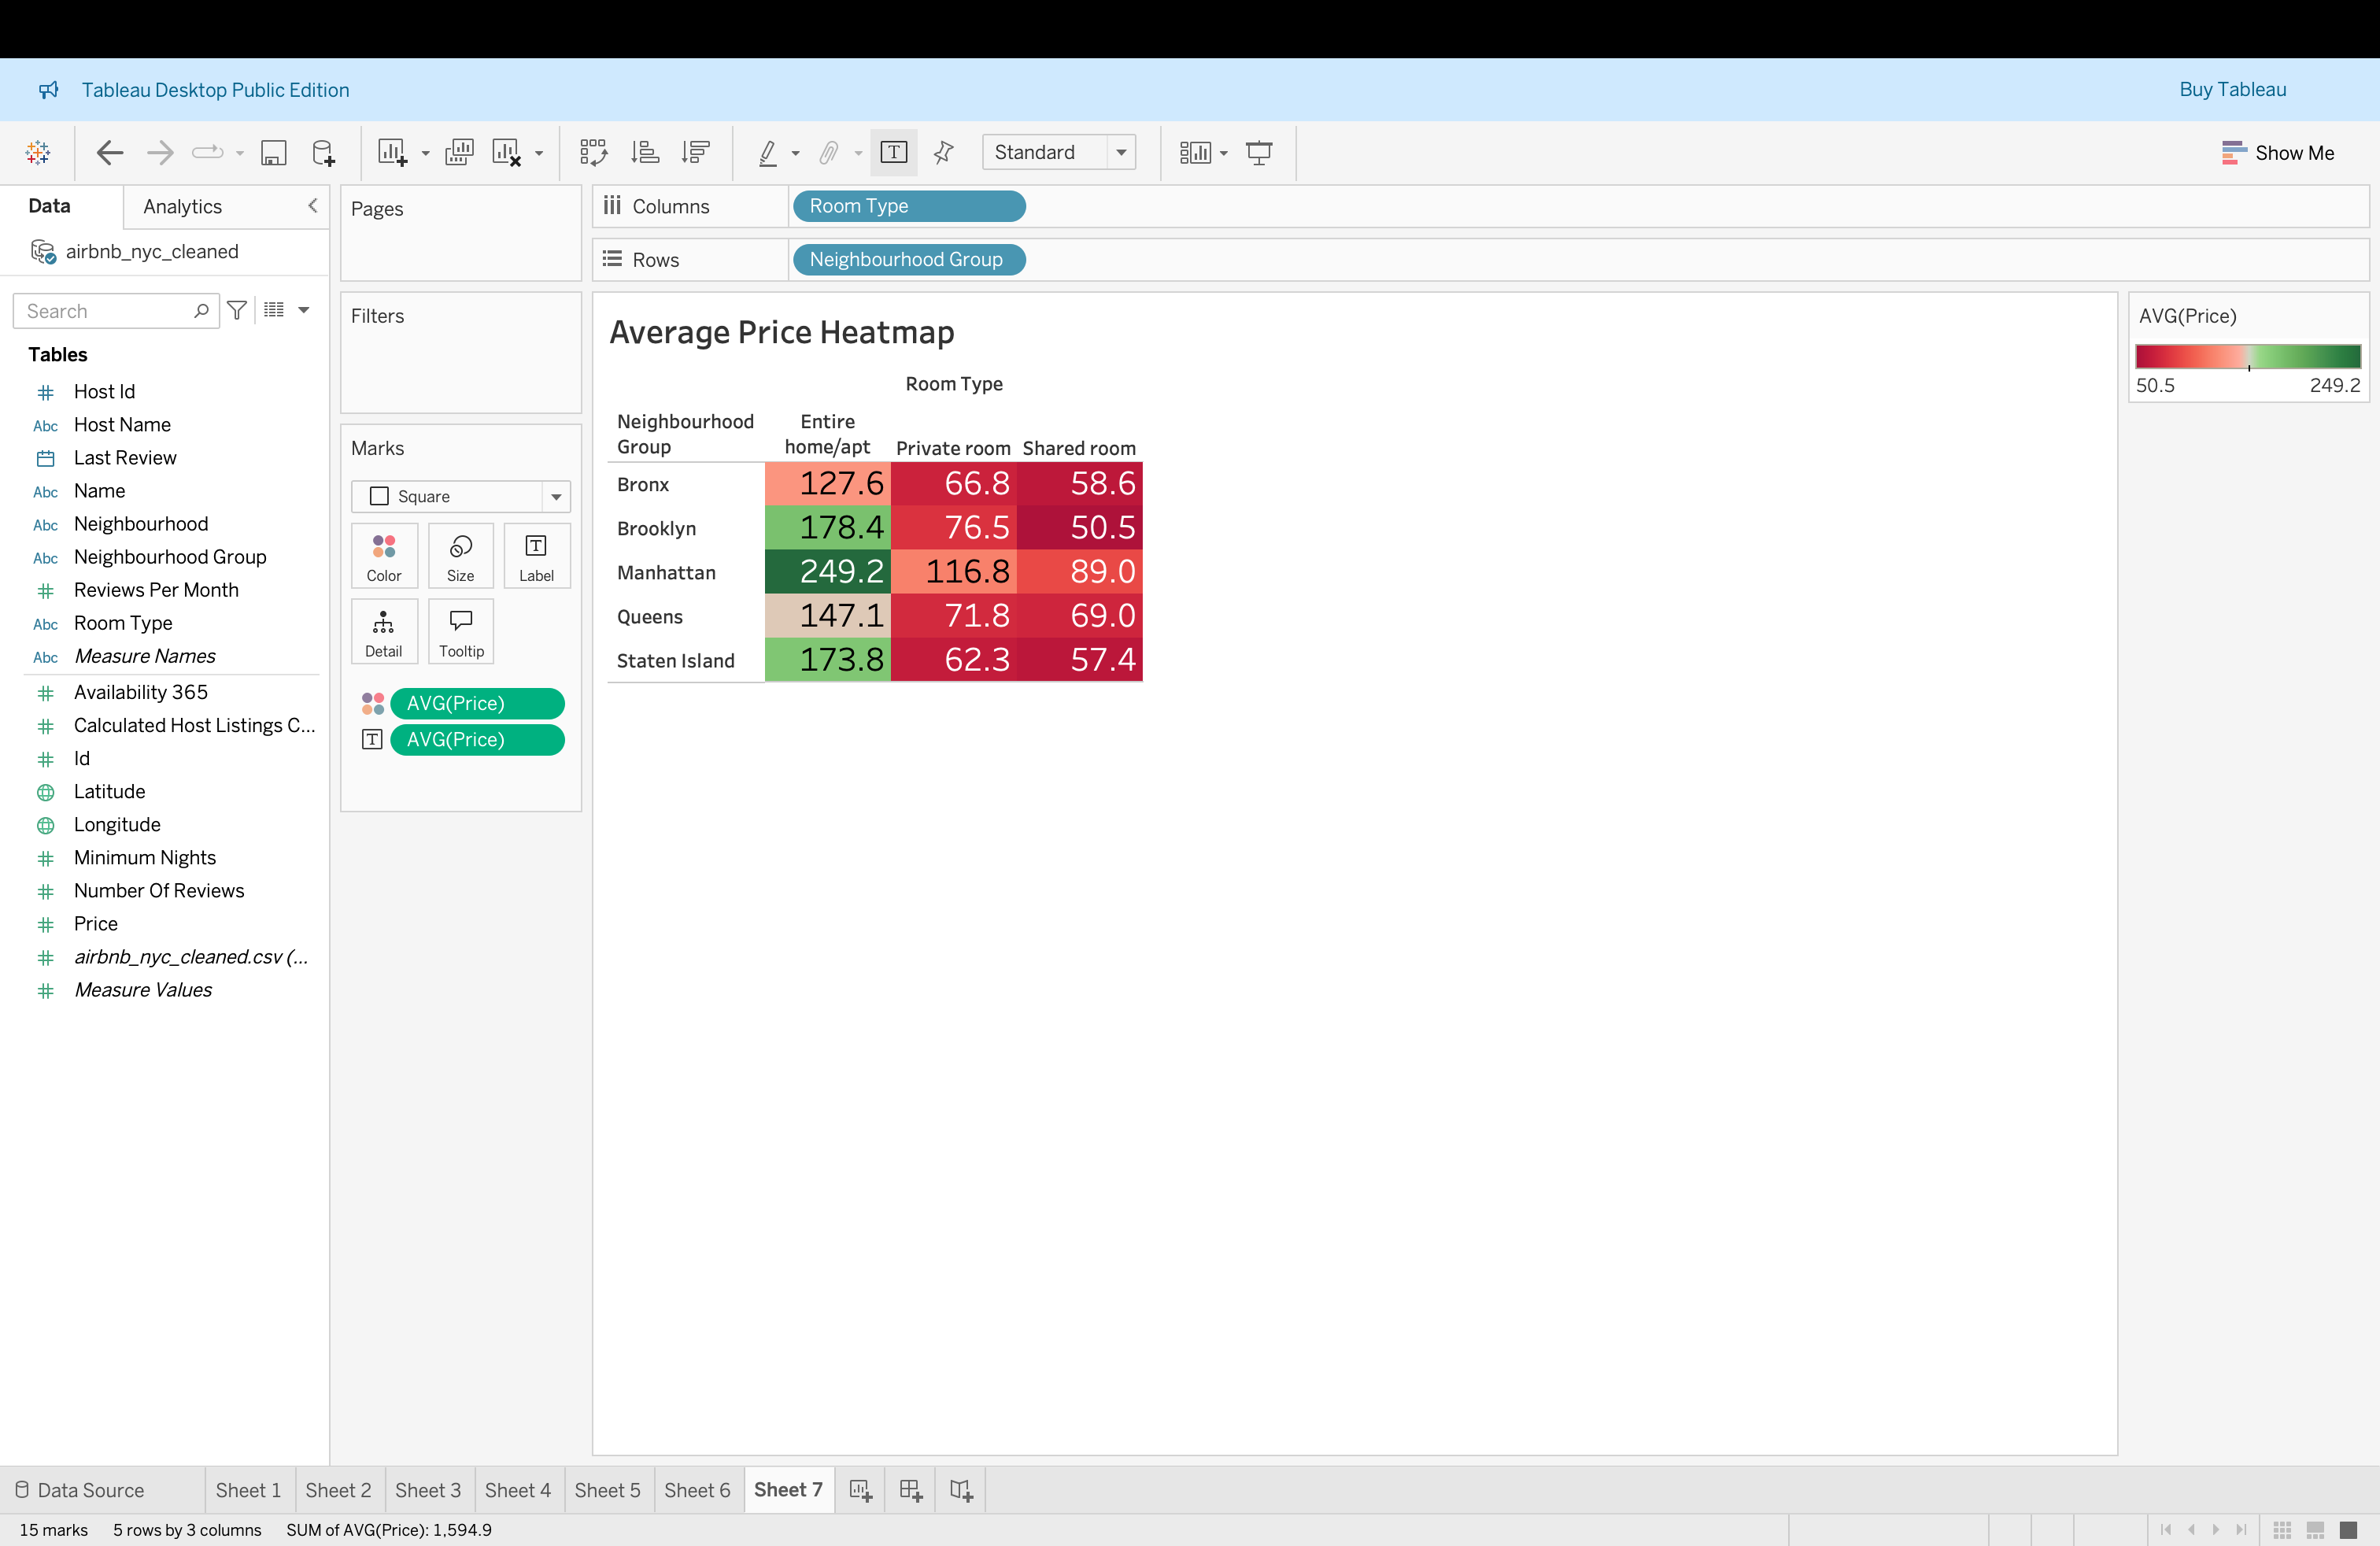 Tableau Desktop Public Edition
Buy Tableau
Standard
Show Me
Data
Analytics
airbnb_nyc_cleaned
Search
Tables
Host Id
Abc Host Name
Last Review
Abc Name
Abc Neighbourhood
Abc Neighbourhood Group
Reviews Per Month
Abc Room Type
Abc Measure Names
Availability 365
Calculated Host Listings C...
Id
Latitude
Longitude
Minimum Nights
Number Of Reviews
Price
airbnb_nyc_cleaned.csv (...
Measure Values
Pages
Filters
Marks
Square
Color Size Label
Detail Tooltip
AVG(Price)
AVG(Price)
Columns Room Type
Rows Neighbourhood Group
Average Price Heatmap
Room Type
Neighbourhood Entire
Group home/apt Private room Shared room
Bronx 127.6 66.8 58.6
Brooklyn 178.4 76.5 50.5
Manhattan 249.2 116.8 89.0
Queens 147.1 71.8 69.0
Staten Island 173.8 62.3 57.4
AVG(Price)
50.5 249.2
Data Source Sheet 1 Sheet 2 Sheet 3 Sheet 4 Sheet 5 Sheet 6 Sheet 7
15 marks 5 rows by 3 columns SUM of AVG(Price): 1,594.9